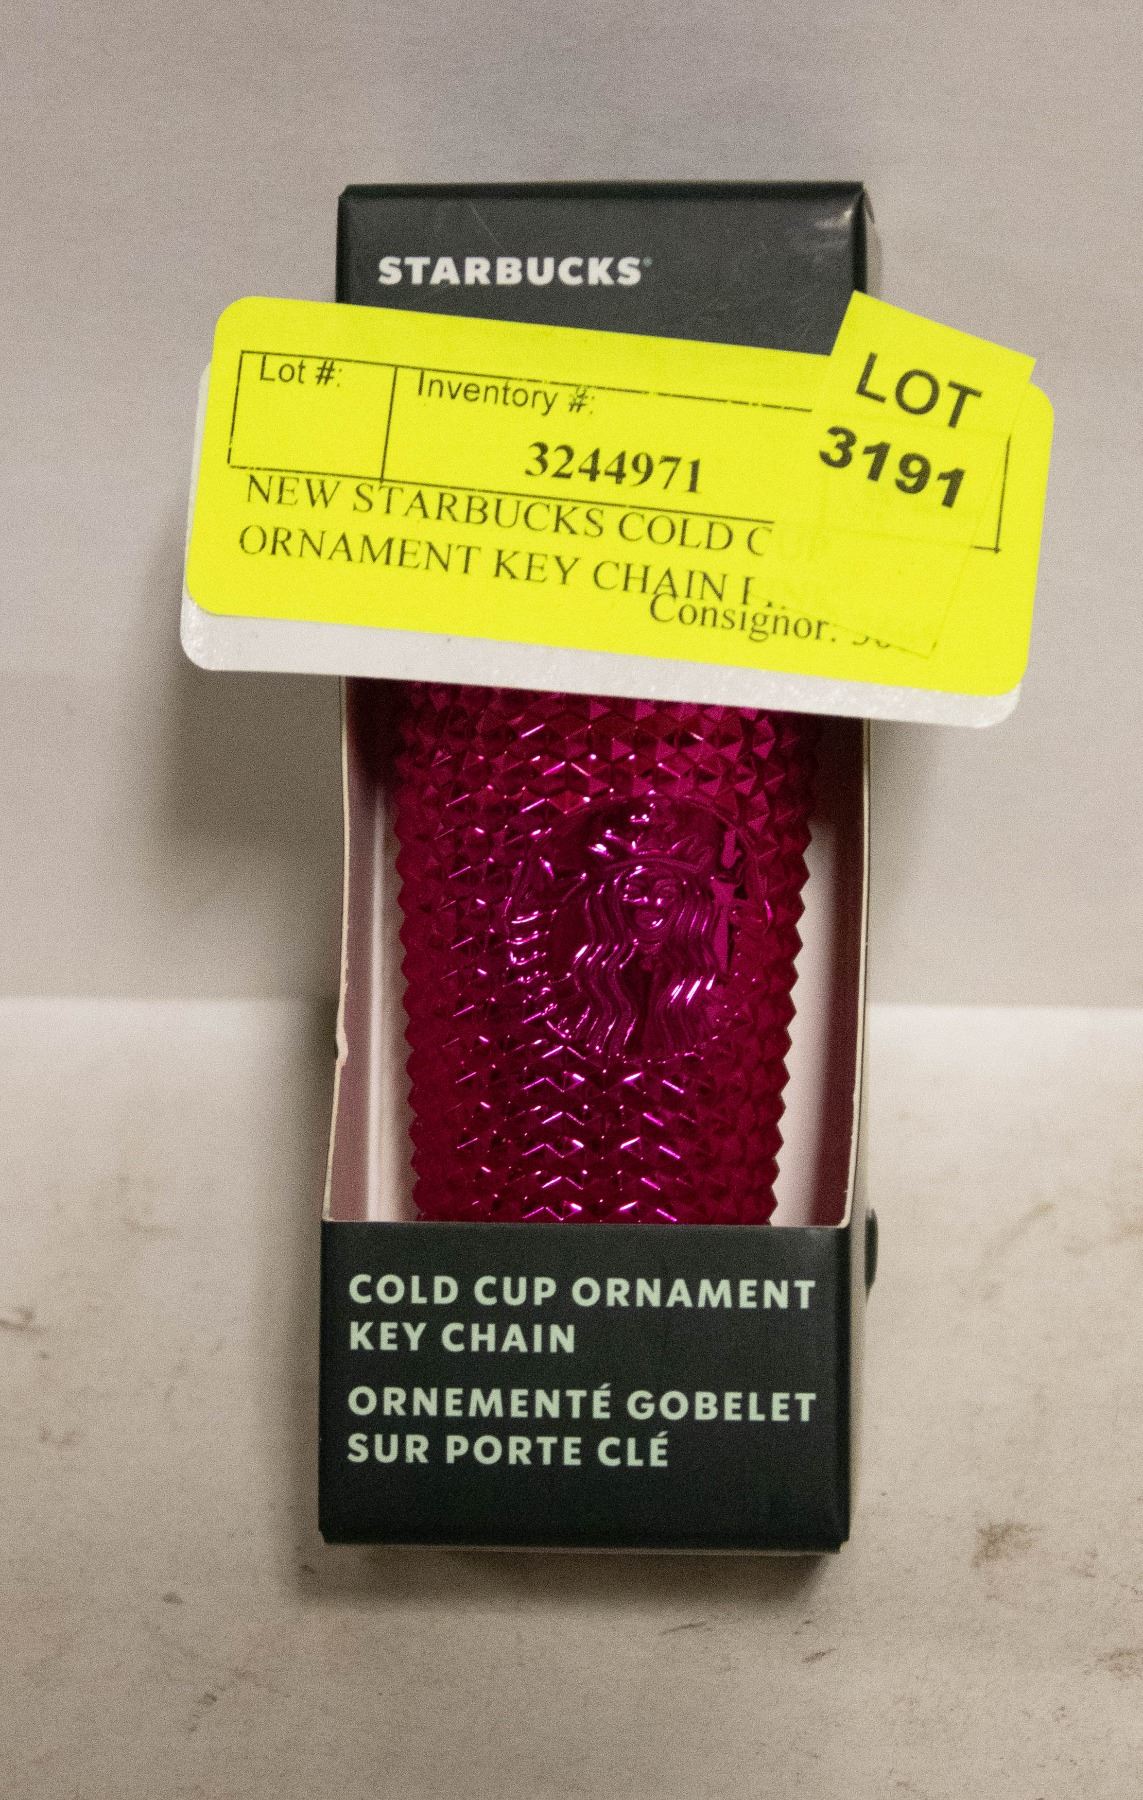 STARBUCKS®
Lot #:
Inventory #:
LOT
3191
3244971
NEW STARBUCKS COLD CUP
ORNAMENT KEY CHAIN
Consignor:
COLD CUP ORNAMENT
KEY CHAIN
ORNEMENTÉ GOBELET
SUR PORTE CLÉ